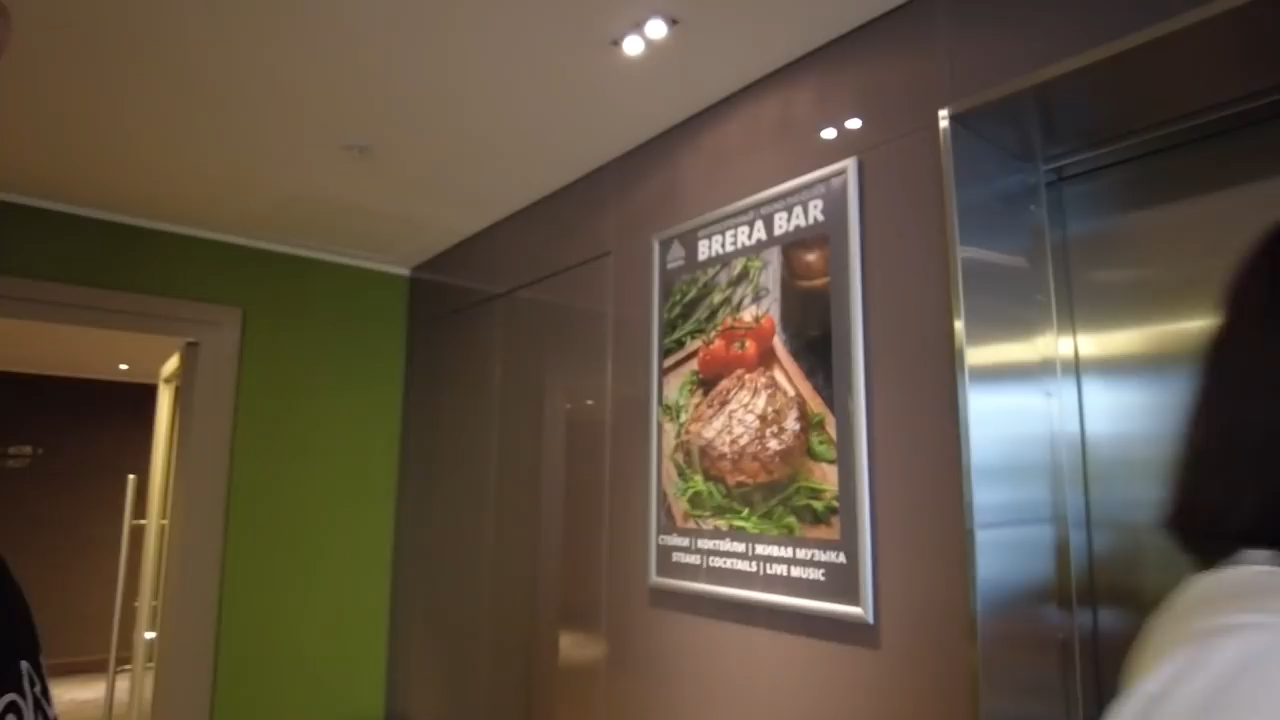 BRERA BAR
СТЕЙКИ | КОКТЕЙЛИ | ЖИВАЯ МУЗЫКА
STEAKS | COCKTAILS | LIVE MUSIC